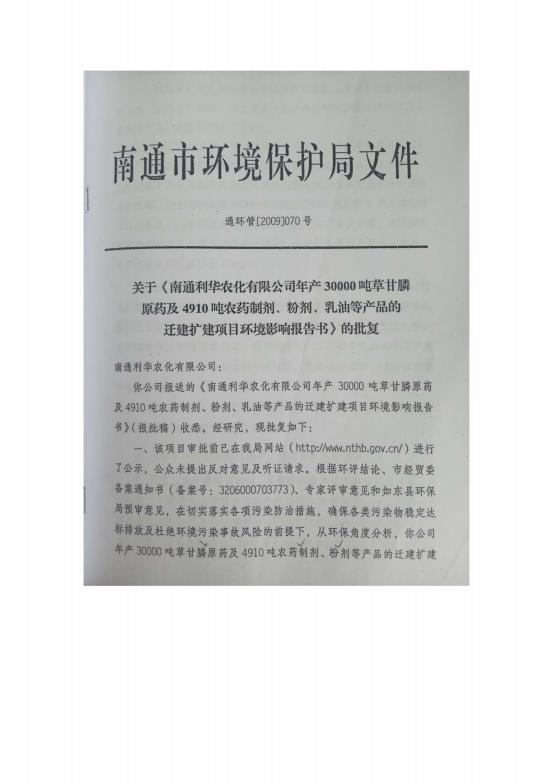 南通市环境保护局文件
通环管[2009]070号
关于《南通利华农化有限公司年产30000吨草甘膦
原药及4910吨农药制剂、粉剂、乳油等产品的
迁建扩建项目环境影响报告书》的批复
南通利华农化有限公司：
你公司报送的《南通利华农化有限公司年产 30000 吨草甘膦原药
及4910吨农药制剂、粉剂、乳油等产品的迁建扩建项目环境影响报告
书》（报批稿）收悉。经研究，现批复如下：
一、该项目审批前已在我局网站（http://www.nthb.gov.cn/）进行
了公示，公众未提出反对意见及听证请求。根据环评结论、市经贸委
备案通知书（备案号：3206000703773）、专家评审意见和如东县环保
局预审意见，在切实落实各项污染防治措施，确保各类污染物稳定达
标排放及杜绝环境污染事故风险的前提下，从环保角度分析，你公司
年产30000吨草甘膦原药及4910吨农药制剂、粉剂等产品的迁建扩建